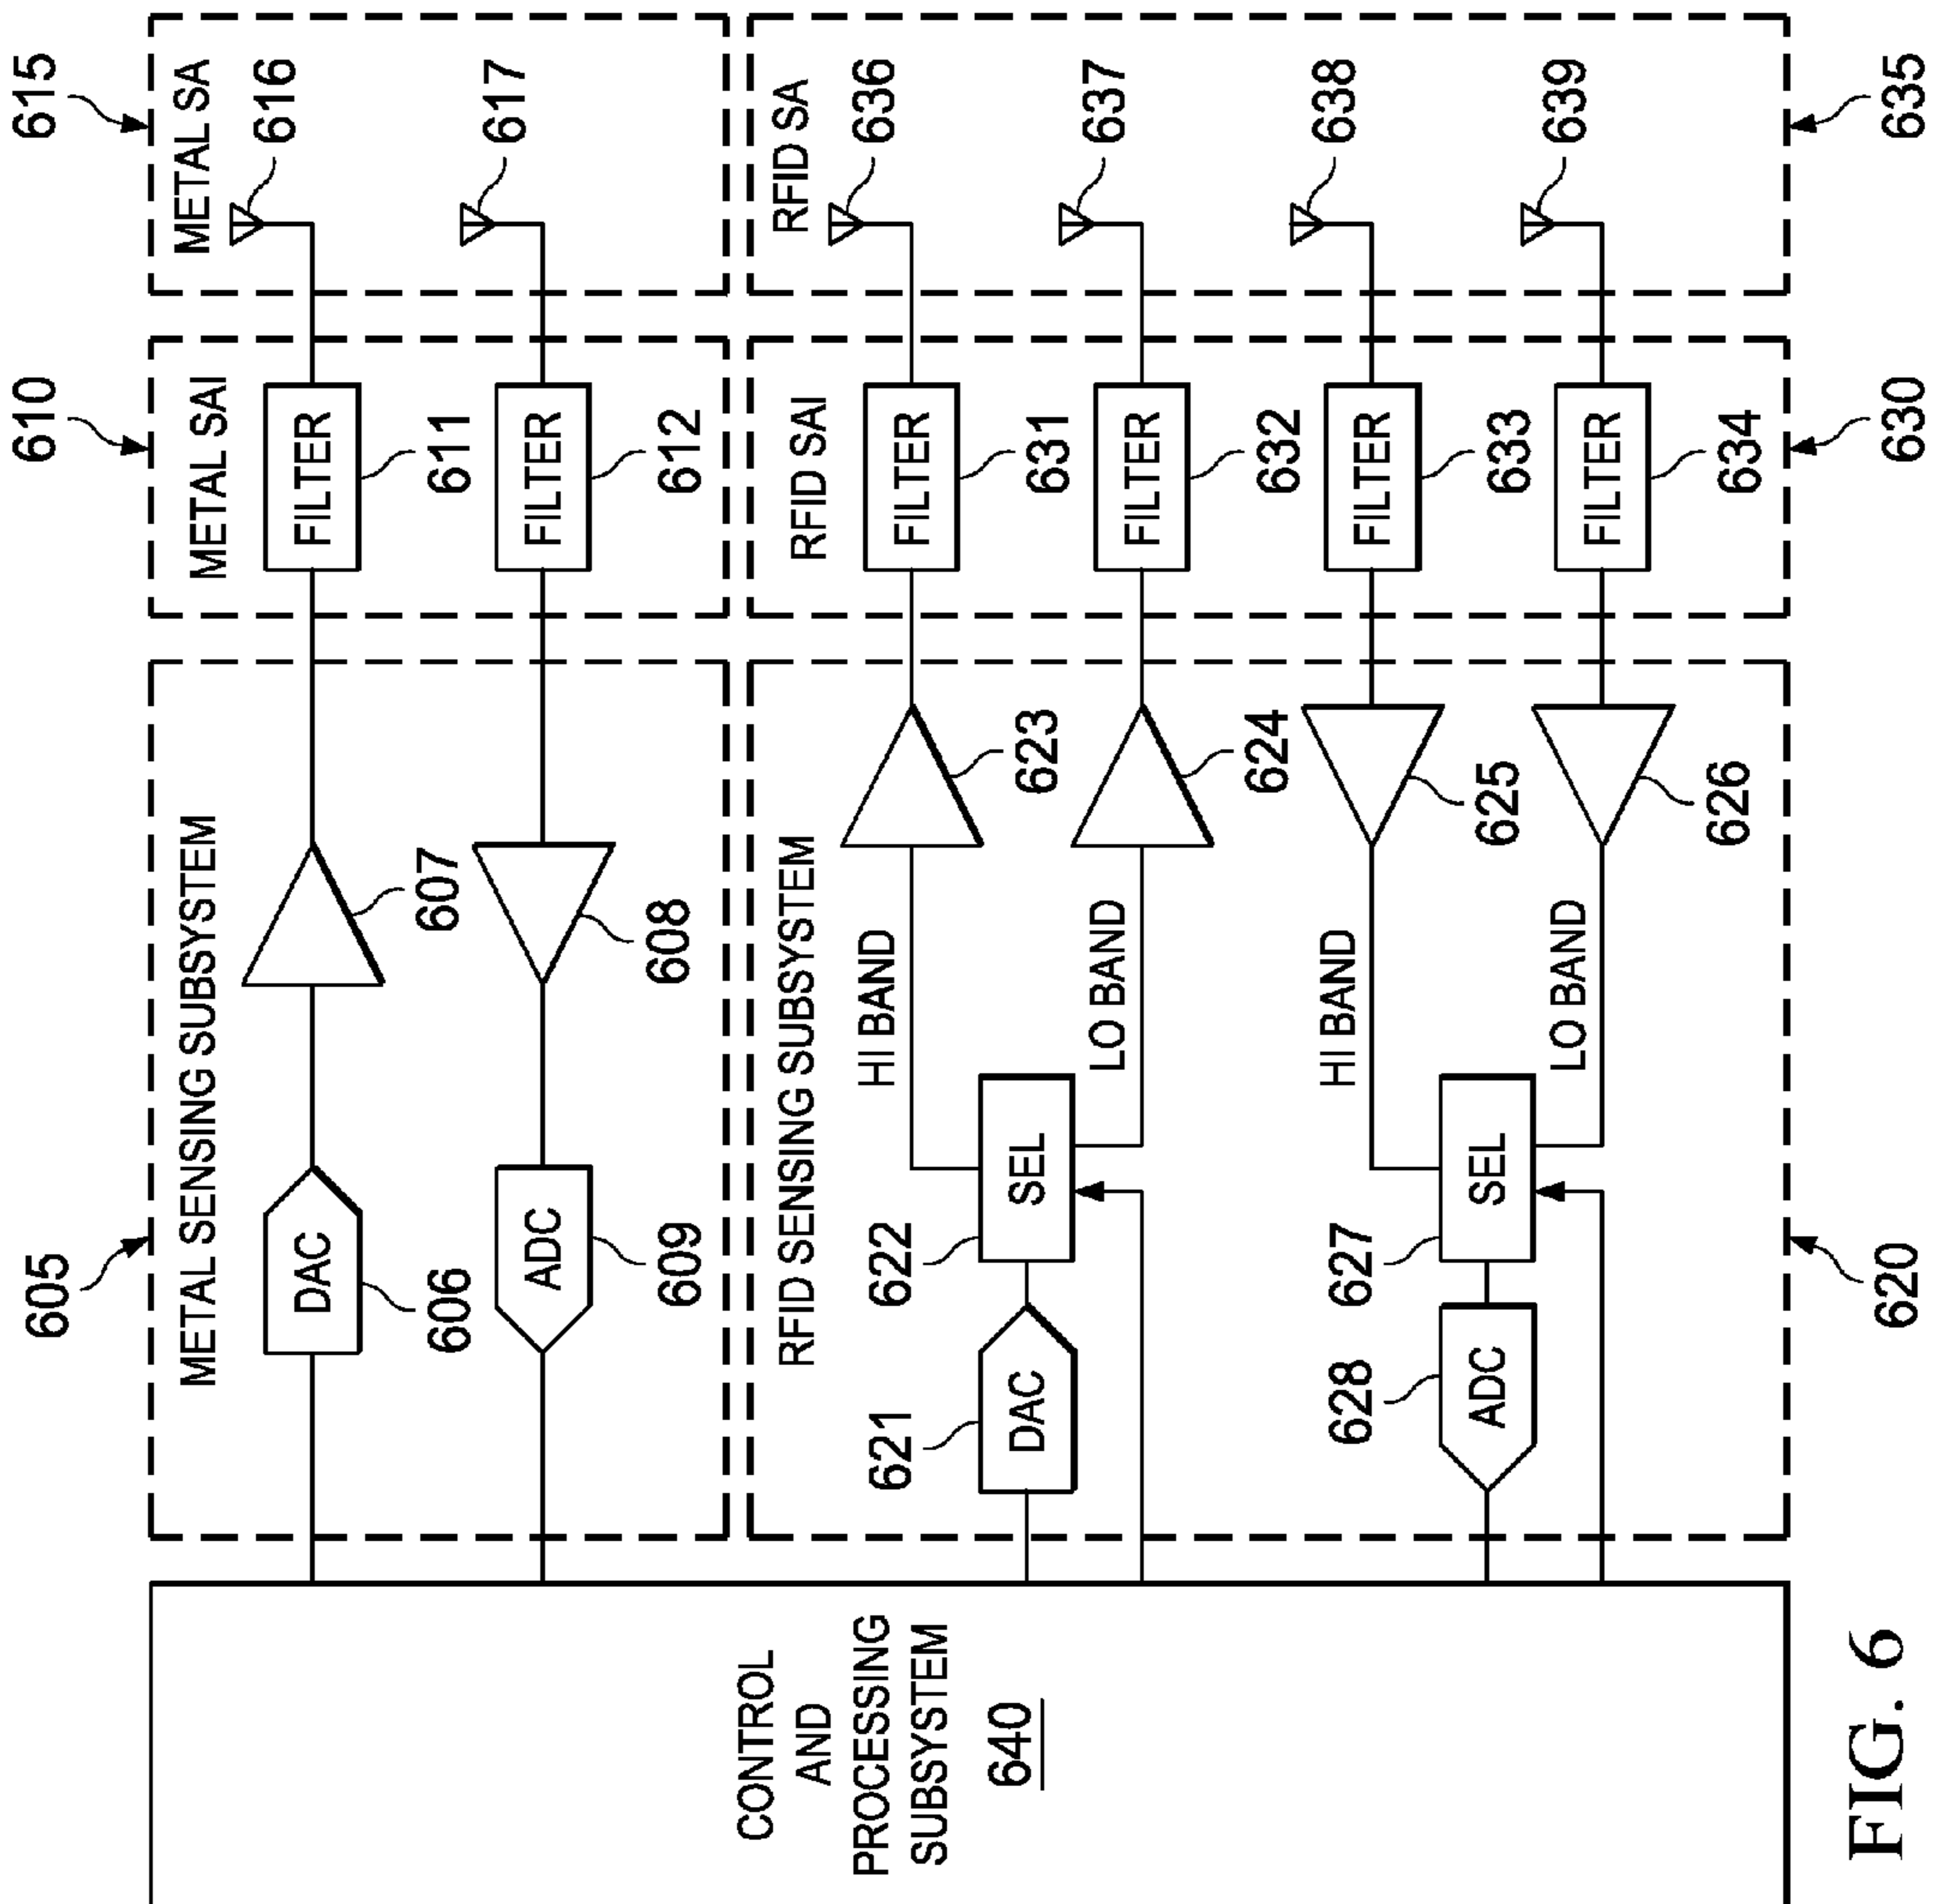 605
610
615
METAL SENSING SUBSYSTEM
METAL SAI
METAL SA
DAC
606
607
FILTER
611
616
ADC
609
608
FILTER
612
617
RFID SENSING SUBSYSTEM
RFID SAI
RFID SA
621
DAC
622
SEL
HI BAND
LO BAND
623
624
FILTER
631
636
FILTER
632
637
628
ADC
627
SEL
HI BAND
LO BAND
625
626
FILTER
633
638
FILTER
634
639
620
630
635
CONTROL
AND
PROCESSING
SUBSYSTEM
640
FIG. 6